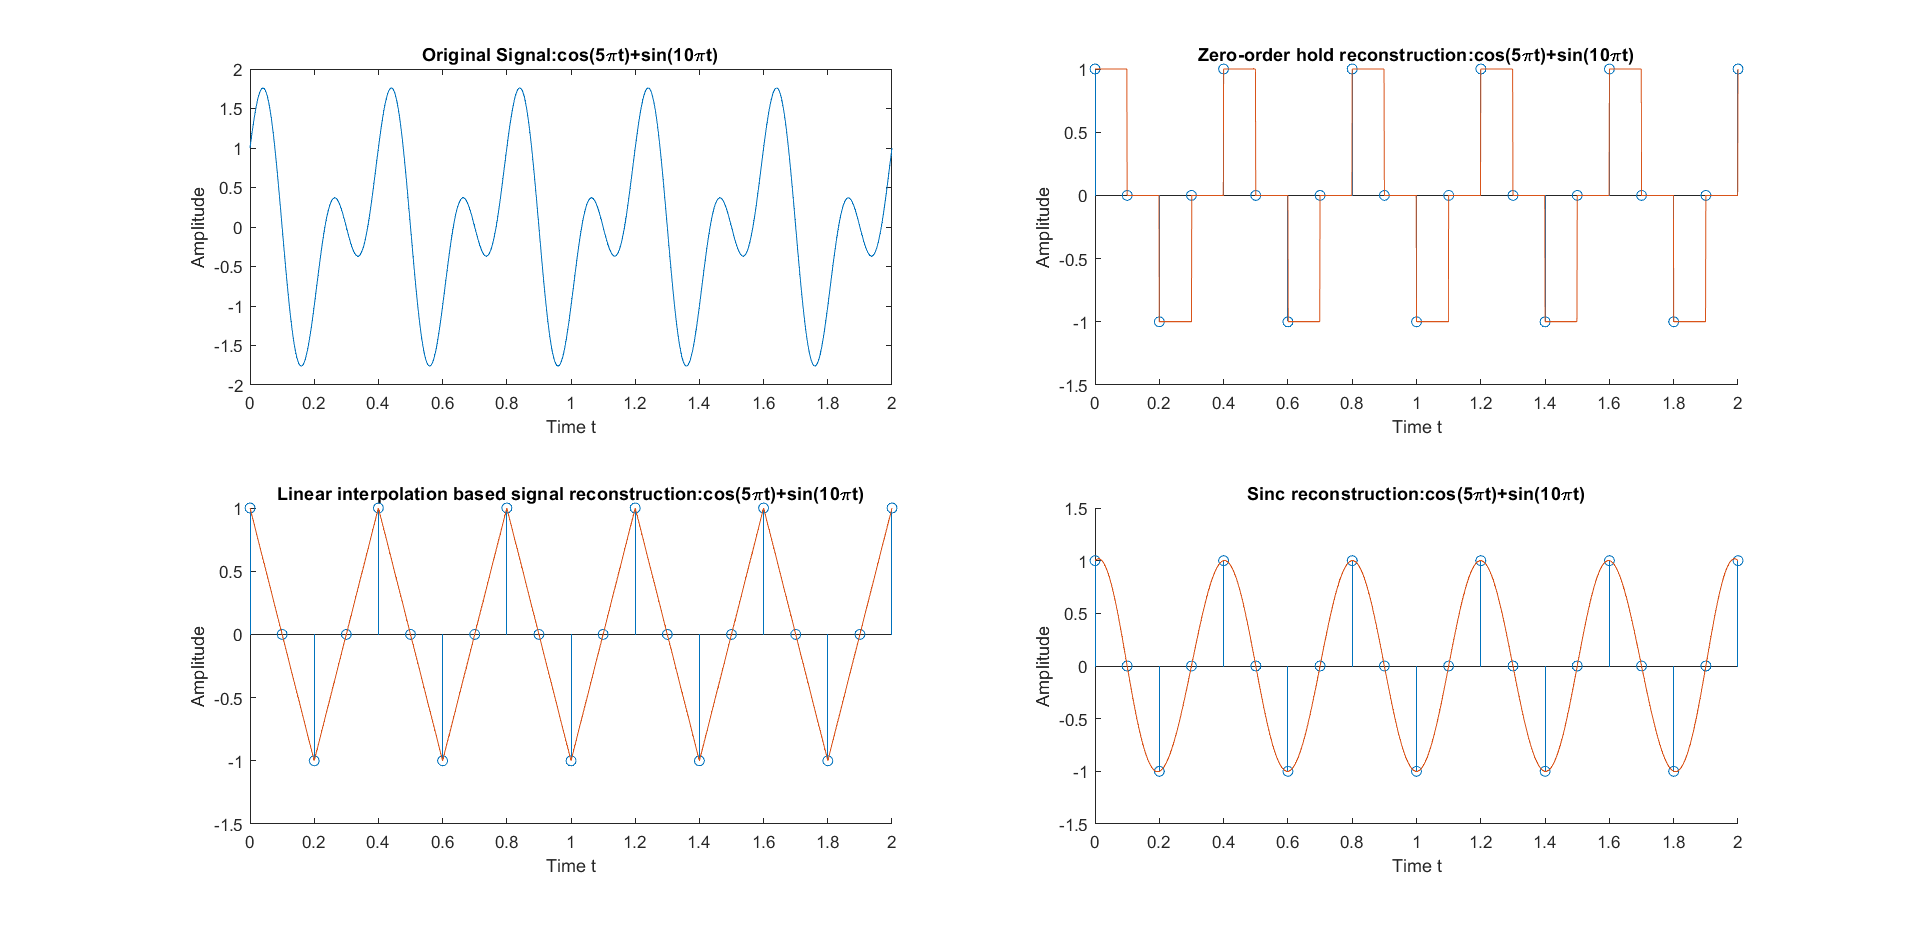 Original Signal:cos(5πt)+sin(10πt)
2
1.5
1
0.5
0
-0.5
-1
-1.5
-2
Amplitude
0 0.2 0.4 0.6 0.8 1 1.2 1.4 1.6 1.8 2
Time t
Zero-order hold reconstruction:cos(5πt)+sin(10πt)
1
0.5
0
-0.5
-1
-1.5
Amplitude
0 0.2 0.4 0.6 0.8 1 1.2 1.4 1.6 1.8 2
Time t
Linear interpolation based signal reconstruction:cos(5πt)+sin(10πt)
1
0.5
0
-0.5
-1
-1.5
Amplitude
0 0.2 0.4 0.6 0.8 1 1.2 1.4 1.6 1.8 2
Time t
Sinc reconstruction:cos(5πt)+sin(10πt)
1.5
1
0.5
0
-0.5
-1
-1.5
Amplitude
0 0.2 0.4 0.6 0.8 1 1.2 1.4 1.6 1.8 2
Time t